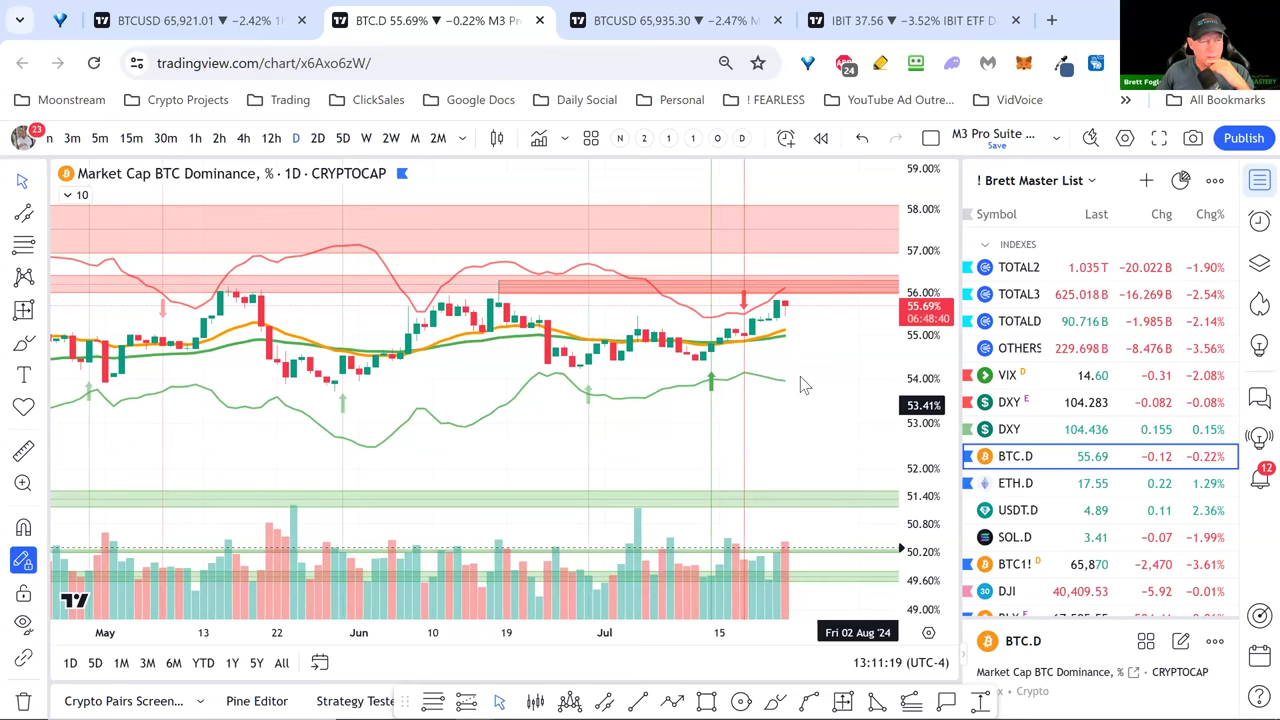 BTCUSD 65,921.01 ▼ −2.42% 1
BTC.D 55.69% ▼ −0.22% M3 Pr
BTCUSD 65,935.30 ▼ −2.47% M
IBIT 37.56 ▼ −3.52% IBIT ETF D
tradingview.com/chart/x6Axo6zW/
24
Brett Fogl
Moonstream
Crypto Projects
Trading
ClickSales
Google Docs
Daily Social
Personal
! FEARLESS
YouTube Ad Outre...
VidVoice
All Bookmarks
23
n 3m 5m 15m 30m 1h 2h 4h 12h D 2D 5D W 2W M 2M
N 2 1 1 O D
M3 Pro Suite ...
Save
Publish
Market Cap BTC Dominance, % · 1D · CRYPTOCAP
10
59.00%
58.00%
57.00%
56.00%
55.69%
06:48:40
55.00%
54.00%
53.41%
53.00%
52.00%
51.40%
50.80%
50.20%
49.60%
49.00%
May 13 22 Jun 10 19 Jul 15 Fri 02 Aug '24
1D 5D 1M 3M 6M YTD 1Y 5Y All
13:11:19 (UTC-4)
Crypto Pairs Screen...
Pine Editor
Strategy Teste
! Brett Master List
Symbol Last Chg Chg%
INDEXES
TOTAL2 1.035 T −20.022 B −1.90%
TOTAL3 625.018 B −16.269 B −2.54%
TOTALD 90.716 B −1.985 B −2.14%
OTHERS 229.698 B −8.476 B −3.56%
VIX D 14.60 −0.31 −2.08%
DXY E 104.283 −0.082 −0.08%
DXY 104.436 0.155 0.15%
BTC.D 55.69 −0.12 −0.22%
ETH.D 17.55 0.22 1.29%
USDT.D 4.89 0.11 2.36%
SOL.D 3.41 −0.07 −1.99%
BTC1! D 65,870 −2,470 −3.61%
DJI 40,409.53 −5.92 −0.01%
BTC.D
Market Cap BTC Dominance, % CRYPTOCAP
Crypto
12